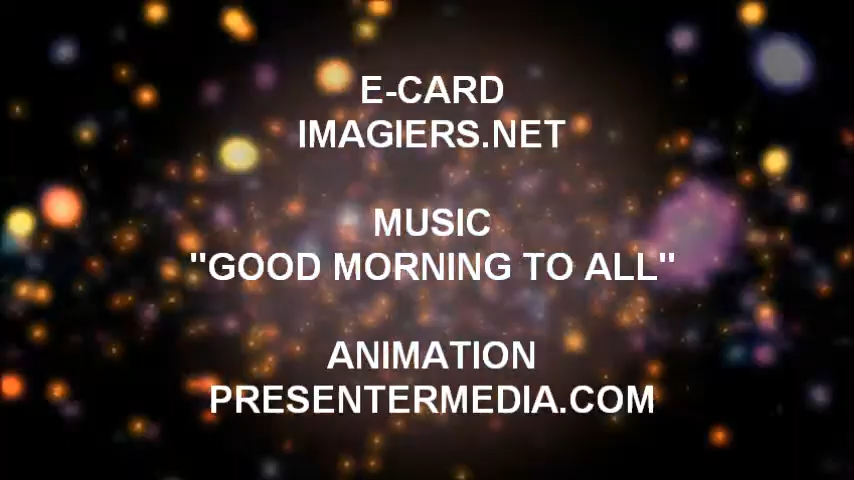 E-CARD
IMAGIERS.NET
MUSIC
"GOOD MORNING TO ALL"
ANIMATION
PRESENTERMEDIA.COM